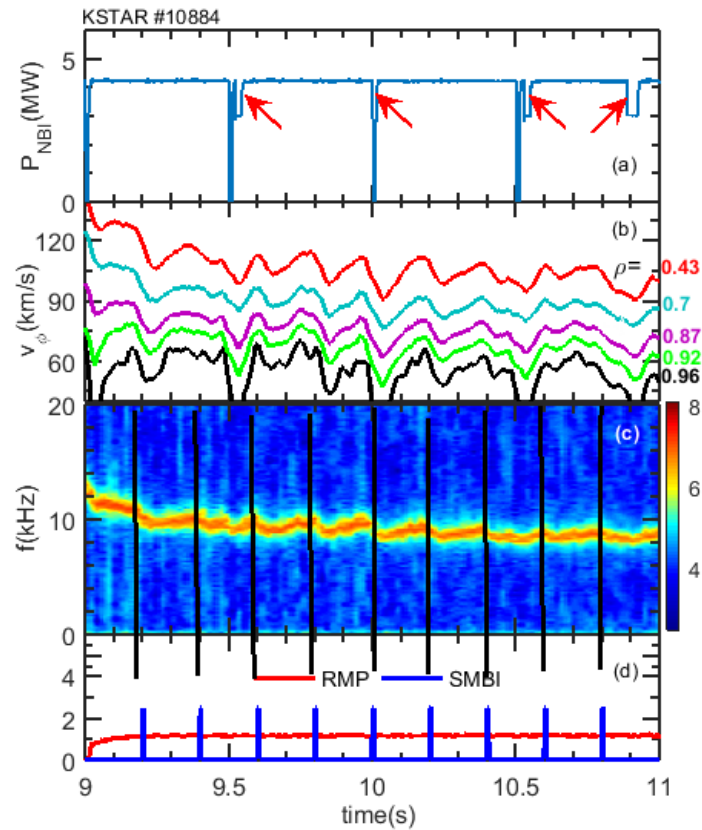 KSTAR #10884
6
0
P_NBI(MW)
(a)
120
90
60
v_ϕ(km/s)
(b)
ρ=
0.43
0.7
0.87
0.92
0.96
20
10
0
f(kHz)
(c)
8
6
4
4
2
0
RMP
SMBI
(d)
9
9.5
10
10.5
11
time(s)